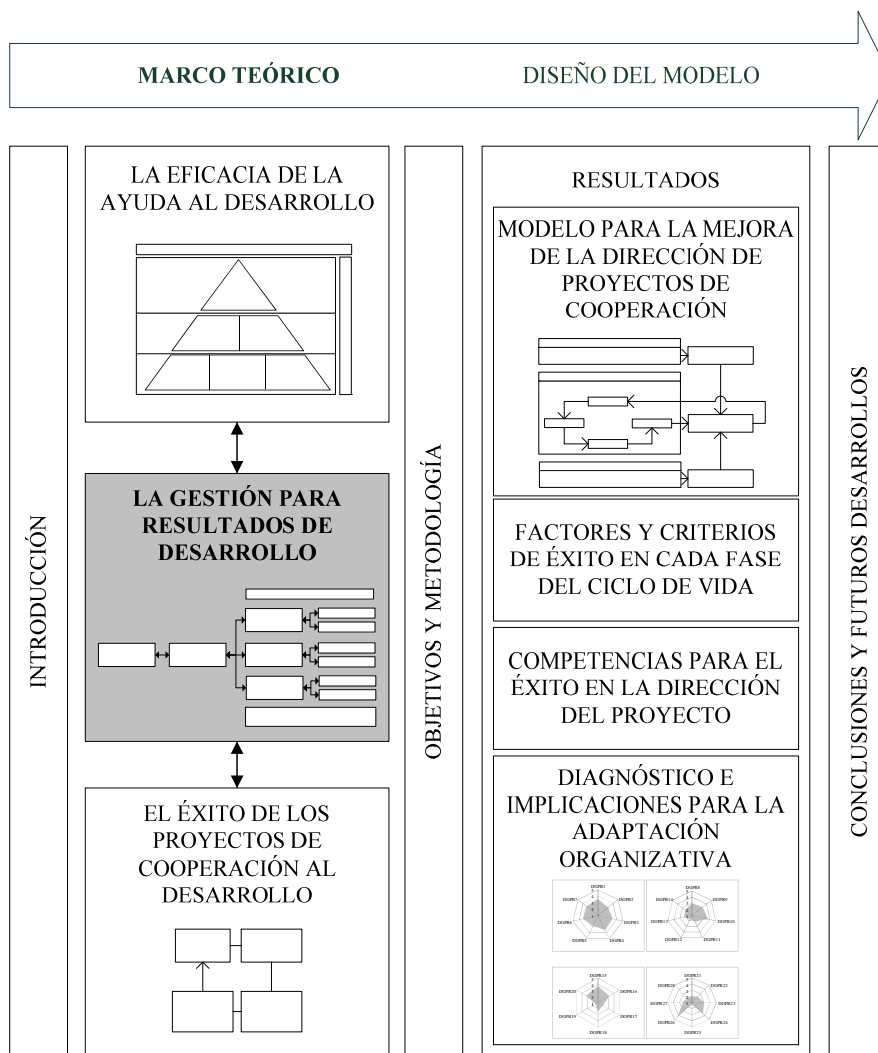 MARCO TEÓRICO
DISEÑO DEL MODELO
INTRODUCCIÓN
LA EFICACIA DE LA
AYUDA AL DESARROLLO
LA GESTIÓN PARA
RESULTADOS DE
DESARROLLO
EL ÉXITO DE LOS
PROYECTOS DE
COOPERACIÓN AL
DESARROLLO
OBJETIVOS Y METODOLOGÍA
RESULTADOS
MODELO PARA LA MEJORA
DE LA DIRECCIÓN DE
PROYECTOS DE
COOPERACIÓN
FACTORES Y CRITERIOS
DE ÉXITO EN CADA FASE
DEL CICLO DE VIDA
COMPETENCIAS PARA EL
ÉXITO EN LA DIRECCIÓN
DEL PROYECTO
DIAGNÓSTICO E
IMPLICACIONES PARA LA
ADAPTACIÓN
ORGANIZATIVA
CONCLUSIONES Y FUTUROS DESARROLLOS